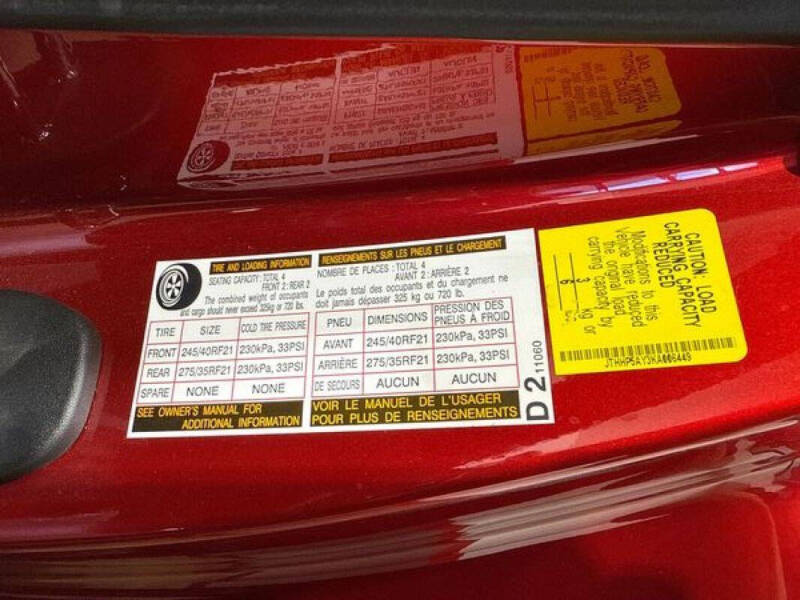 TIRE AND LOADING INFORMATION
SEATING CAPACITY: TOTAL 4
FRONT 2: REAR 2
The combined weight of occupants
and cargo should never exceed 325kg or 720 lbs.
TIRE SIZE COLD TIRE PRESSURE
FRONT 245/40RF21 230kPa, 33PSI
REAR 275/35RF21 230kPa, 33PSI
SPARE NONE NONE
SEE OWNER'S MANUAL FOR
ADDITIONAL INFORMATION
RENSEIGNEMENTS SUR LES PNEUS ET LE CHARGEMENT
NOMBRE DE PLACES: TOTAL 4
AVANT 2: ARRIÈRE 2
Le poids total des occupants et du chargement ne
doit jamais dépasser 325 kg ou 720 lb.
PNEU DIMENSIONS PRESSION DES
PNEUS À FROID
AVANT 245/40RF21 230kPa, 33PSI
ARRIÈRE 275/35RF21 230kPa, 33PSI
DE SECOURS AUCUN AUCUN
VOIR LE MANUEL DE L'USAGER
POUR PLUS DE RENSEIGNEMENTS
D2 11060
CAUTION: LOAD
CARRYING CAPACITY
REDUCED
Modifications to this
Vehicle have reduced
the original load
carrying capacity by
3 kg or
6
JTHHP5AY3KA006449